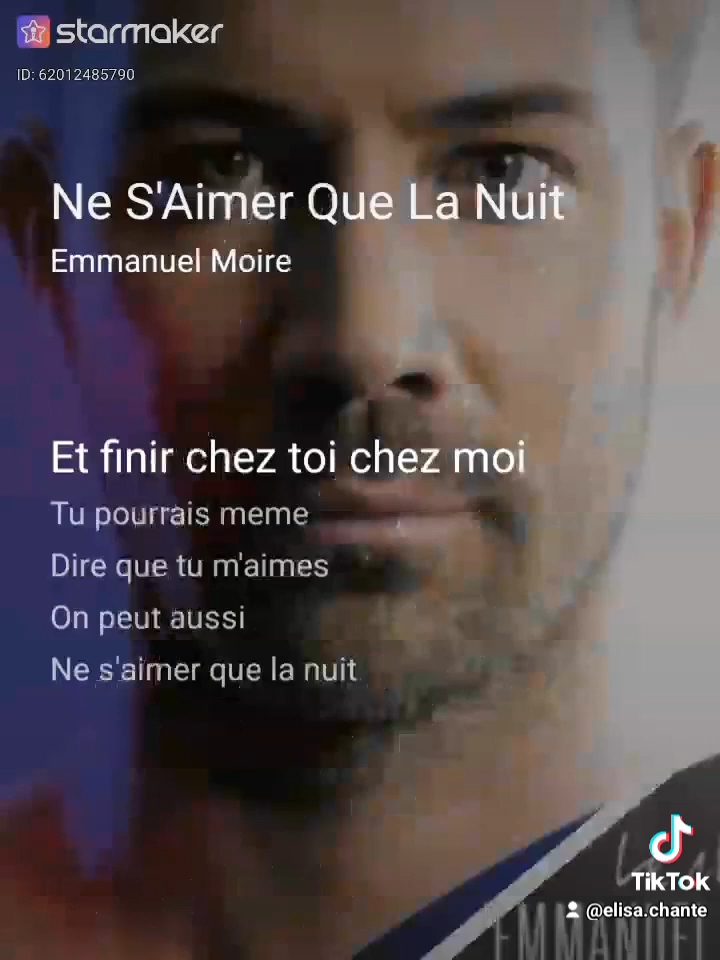 starmaker
ID: 62012485790
Ne S'Aimer Que La Nuit
Emmanuel Moire
Et finir chez toi chez moi
Tu pourrais meme
Dire que tu m'aimes
On peut aussi
Ne s'aimer que la nuit
TikTok
@elisa.chante
EMMANUEL